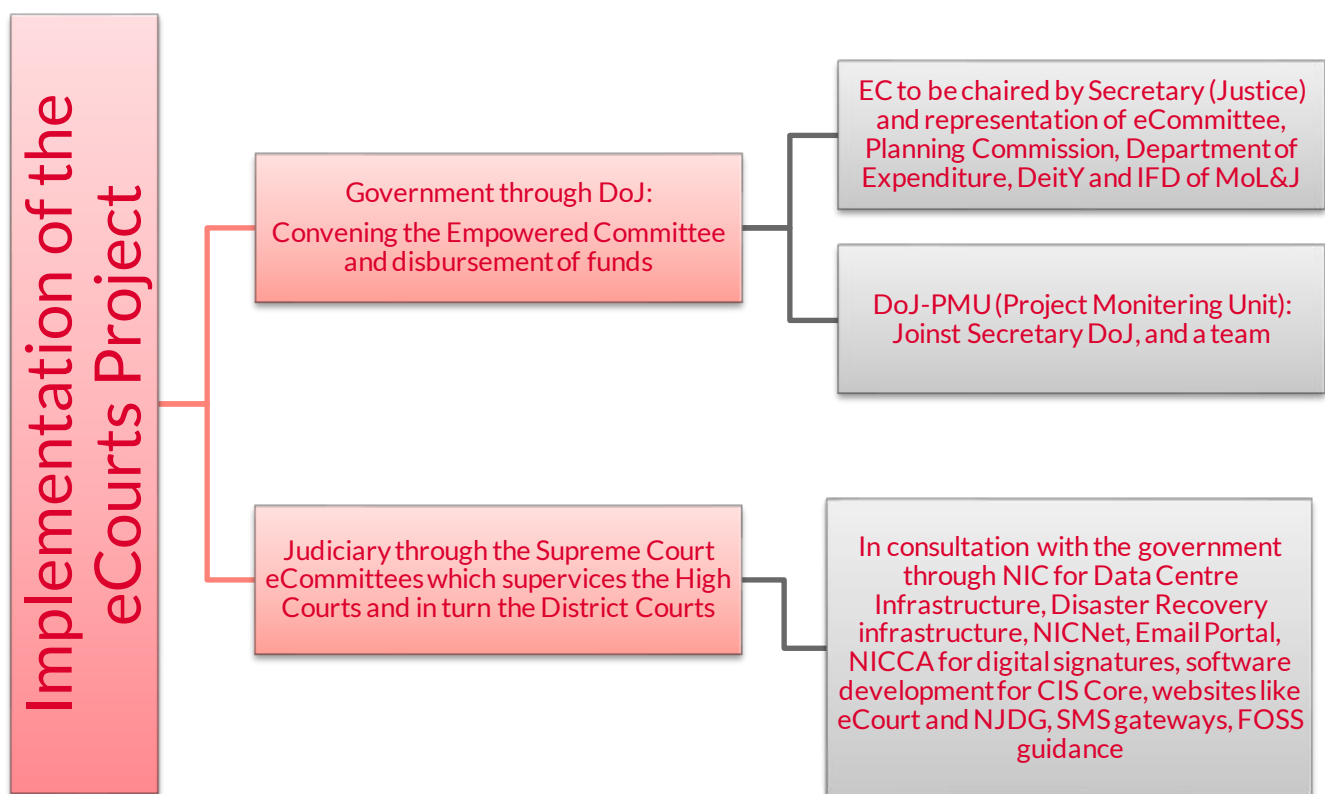 Implementation of the
eCourts Project
Government through DoJ:
Convening the Empowered Committee
and disbursement of funds
EC to be chaired by Secretary (Justice)
and representation of eCommittee,
Planning Commission, Department of
Expenditure, DeitY and IFD of MoL&J
DoJ-PMU (Project Monitering Unit):
Joinst Secretary DoJ, and a team
Judiciary through the Supreme Court
eCommittees which supervices the High
Courts and in turn the District Courts
In consultation with the government
through NIC for Data Centre
Infrastructure, Disaster Recovery
infrastructure, NICNet, Email Portal,
NICCA for digital signatures, software
development for CIS Core, websites like
eCourt and NJDG, SMS gateways, FOSS
guidance